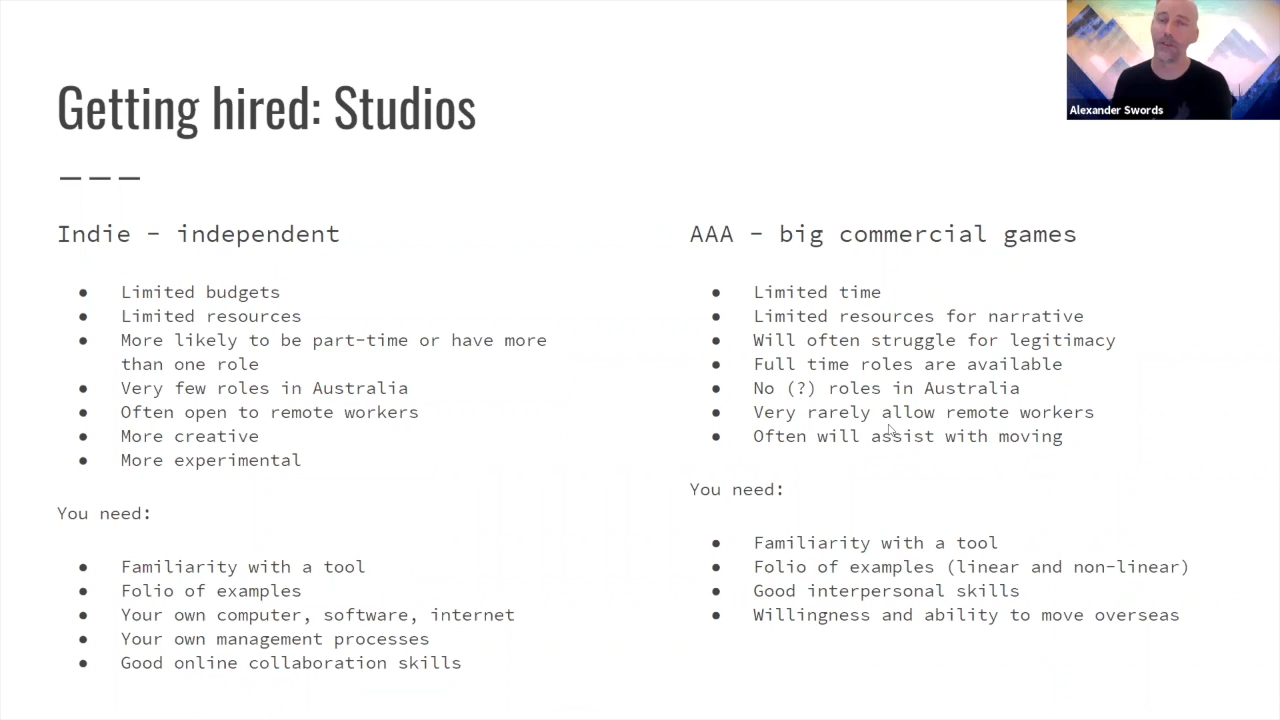 Getting hired: Studios
Indie - independent
● Limited budgets
● Limited resources
● More likely to be part-time or have more
than one role
● Very few roles in Australia
● Often open to remote workers
● More creative
● More experimental
You need:
● Familiarity with a tool
● Folio of examples
● Your own computer, software, internet
● Your own management processes
● Good online collaboration skills
AAA - big commercial games
● Limited time
● Limited resources for narrative
● Will often struggle for legitimacy
● Full time roles are available
● No (?) roles in Australia
● Very rarely allow remote workers
● Often will assist with moving
You need:
● Familiarity with a tool
● Folio of examples (linear and non-linear)
● Good interpersonal skills
● Willingness and ability to move overseas
Alexander Swords